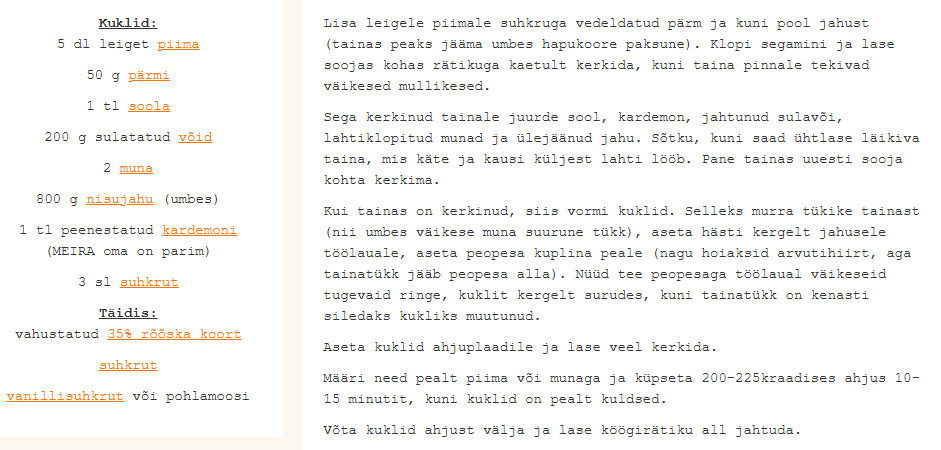 Kuklid:
5 dl leiget piima
50 g pärmi
1 tl soola
200 g sulatatud võid
2 muna
800 g nisujahu (umbes)
1 tl peenestatud kardemoni
(MEIRA oma on parim)
3 sl suhkrut
Täidis:
vahustatud 35% rõõska koort
suhkrut
vanillisuhkrut või pohlamoosi
Lisa leigele piimale suhkruga vedeldatud pärm ja kuni pool jahust
(tainas peaks jääma umbes hapukoore paksune). Klopi segamini ja lase
soojas kohas rätikuga kaetult kerkida, kuni taina pinnale tekivad
väikesed mullikesed.
Sega kerkinud tainale juurde sool, kardemon, jahtunud sulavõi,
lahtiklopitud munad ja ülejäänud jahu. Sõtku, kuni saad ühtlase läikiva
taina, mis käte ja kausi küljest lahti lööb. Pane tainas uuesti sooja
kohta kerkima.
Kui tainas on kerkinud, siis vormi kuklid. Selleks murra tükike tainast
(nii umbes väikese muna suurune tükk), aseta hästi kergelt jahusele
töölauale, aseta peopesa kuplina peale (nagu hoiaksid arvutihiirt, aga
tainatükk jääb peopesa alla). Nüüd tee peopesaga töölaual väikeseid
tugevaid ringe, kuklit kergelt surudes, kuni tainatükk on kenasti
siledaks kukliks muutunud.
Aseta kuklid ahjuplaadile ja lase veel kerkida.
Määri need pealt piima või munaga ja küpseta 200-225kraadises ahjus 10-
15 minutit, kuni kuklid on pealt kuldsed.
Võta kuklid ahjust välja ja lase köögirätiku all jahtuda.